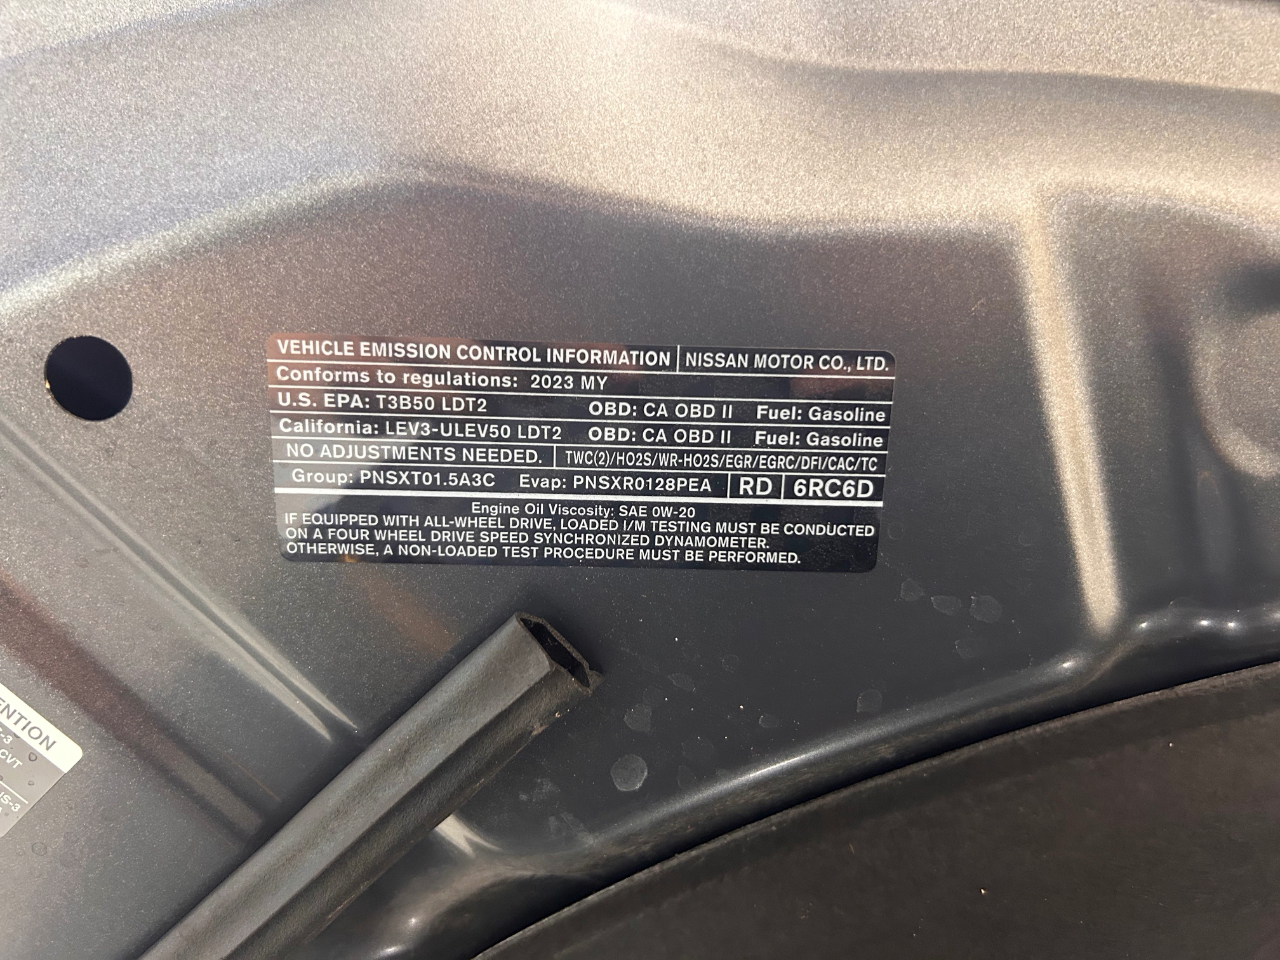 VEHICLE EMISSION CONTROL INFORMATION NISSAN MOTOR CO., LTD.
Conforms to regulations: 2023 MY
U.S. EPA: T3B50 LDT2 OBD: CA OBD II Fuel: Gasoline
California: LEV3-ULEV50 LDT2 OBD: CA OBD II Fuel: Gasoline
NO ADJUSTMENTS NEEDED. TWC(2)/HO2S/WR-HO2S/EGR/EGRC/DFI/CAC/TC
Group: PNSXT01.5A3C Evap: PNSXR0128PEA RD 6RC6D
Engine Oil Viscosity: SAE 0W-20
IF EQUIPPED WITH ALL-WHEEL DRIVE, LOADED I/M TESTING MUST BE CONDUCTED
ON A FOUR WHEEL DRIVE SPEED SYNCHRONIZED DYNAMOMETER.
OTHERWISE, A NON-LOADED TEST PROCEDURE MUST BE PERFORMED.
ENTION
CVT